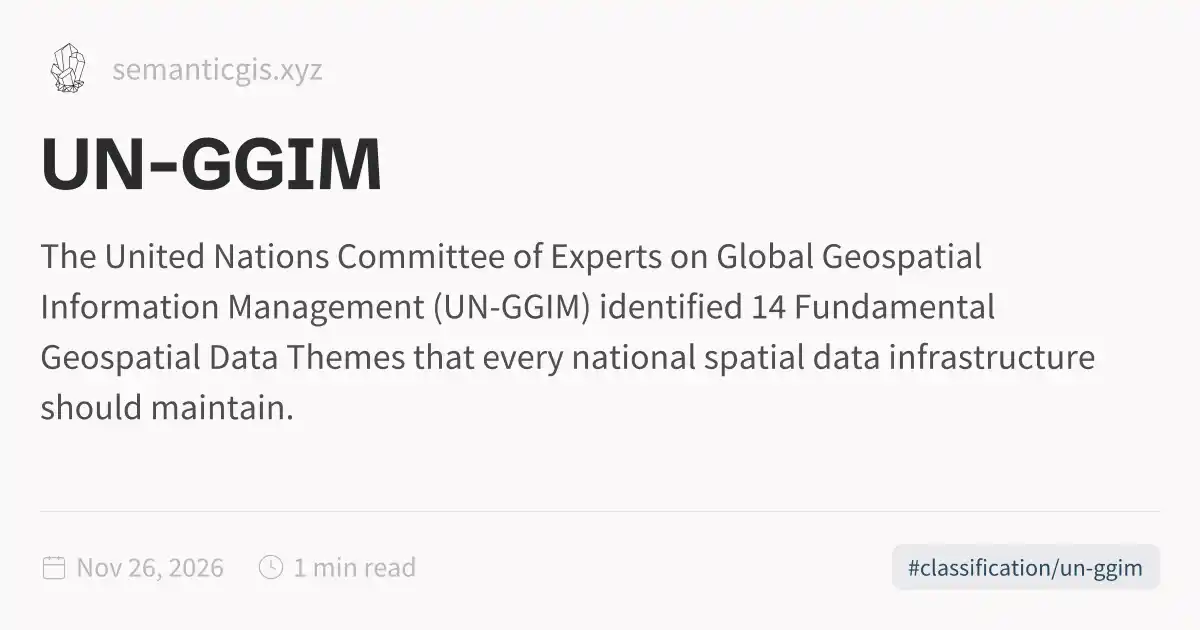 semanticgis.xyz
UN-GGIM
The United Nations Committee of Experts on Global Geospatial
Information Management (UN-GGIM) identified 14 Fundamental
Geospatial Data Themes that every national spatial data infrastructure
should maintain.
Nov 26, 2026 1 min read #classification/un-ggim